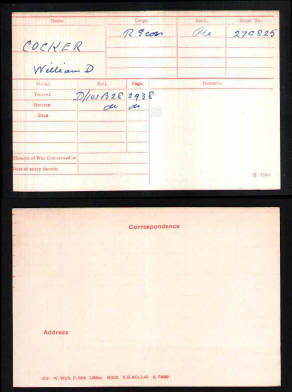 Name. Corps. Rank. Regtl. No.
COCKER R Scots Pte 270825
William D
Medal. Roll. Page. Remarks.
Victory D/101B28 2938
British do do
Star
Theatre of War first served in
Date of entry therein
Correspondence
Address